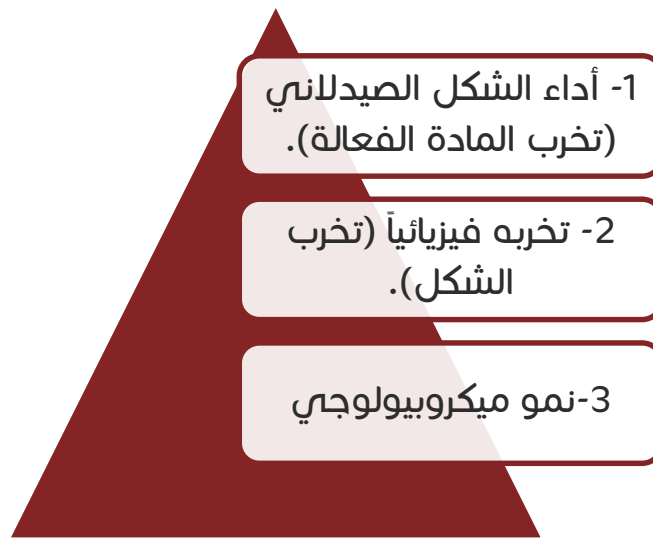 1- أداء الشكل الصيدلاني
(تخرب المادة الفعالة).
2- تخربه فيزيائياً (تخرب
الشكل).
3-نمو ميكروبيولوجي